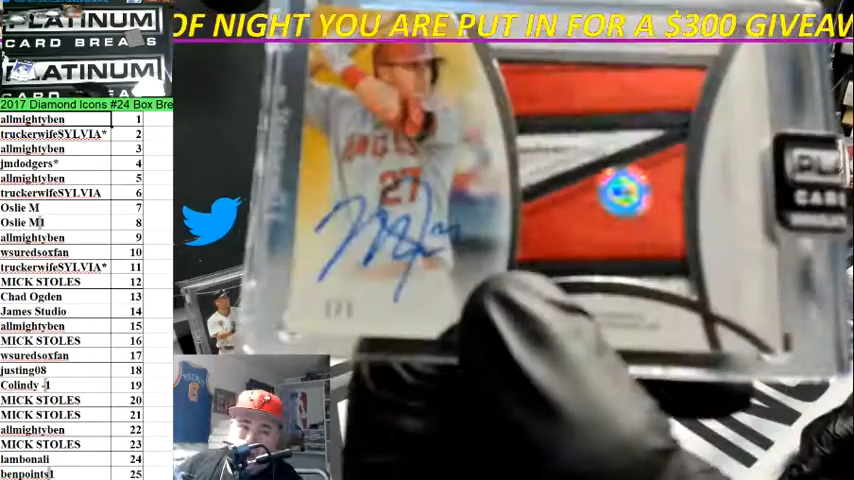 OF NIGHT YOU ARE PUT IN FOR A $300 GIVEAW
PLATINUM
CARD BREAKS
PLATINUM
2017 Diamond Icons #24 Box Bre
allmightyben 1
truckerwifeSYLVIA* 2
allmightyben 3
jmdodgers* 4
allmightyben 5
truckerwifeSYLVIA 6
Oslie M 7
Oslie M1 8
allmightyben 9
wsuredsoxfan 10
truckerwifeSYLVIA* 11
MICK STOLES 12
Chad Ogden 13
James Studio 14
allmightyben 15
MICK STOLES 16
wsuredsoxfan 17
justing08 18
Colindy -1 19
MICK STOLES 20
MICK STOLES 21
allmightyben 22
MICK STOLES 23
lambonali 24
benpoints1 25
ANGELS
27
1/1
PLA
CARD